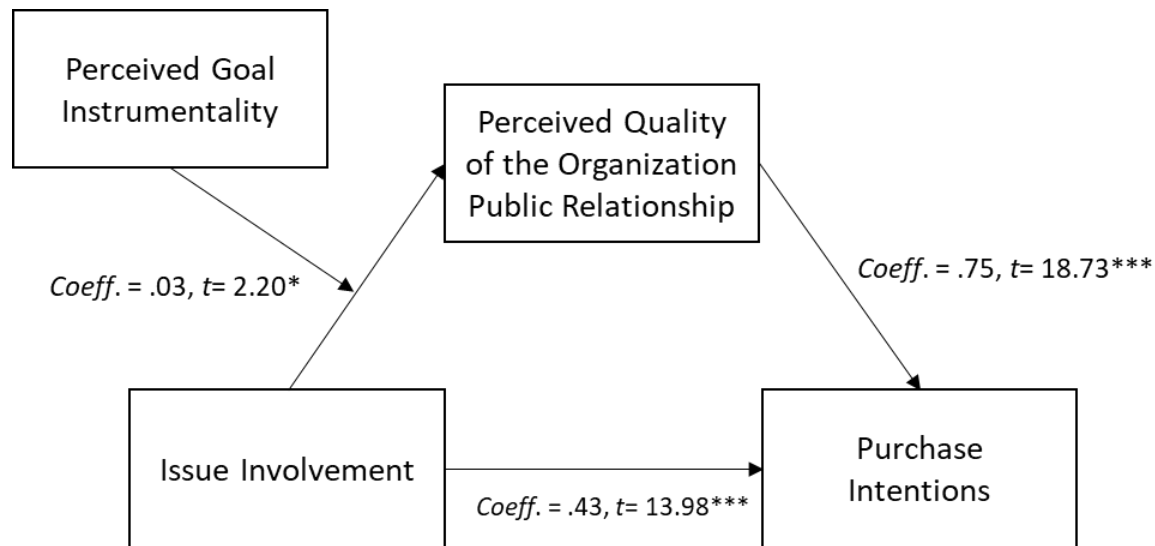 Perceived Goal
Instrumentality
Perceived Quality
of the Organization
Public Relationship
Coeff. = .03, t= 2.20*
Coeff. = .75, t= 18.73***
Issue Involvement
Purchase
Intentions
Coeff. = .43, t= 13.98***